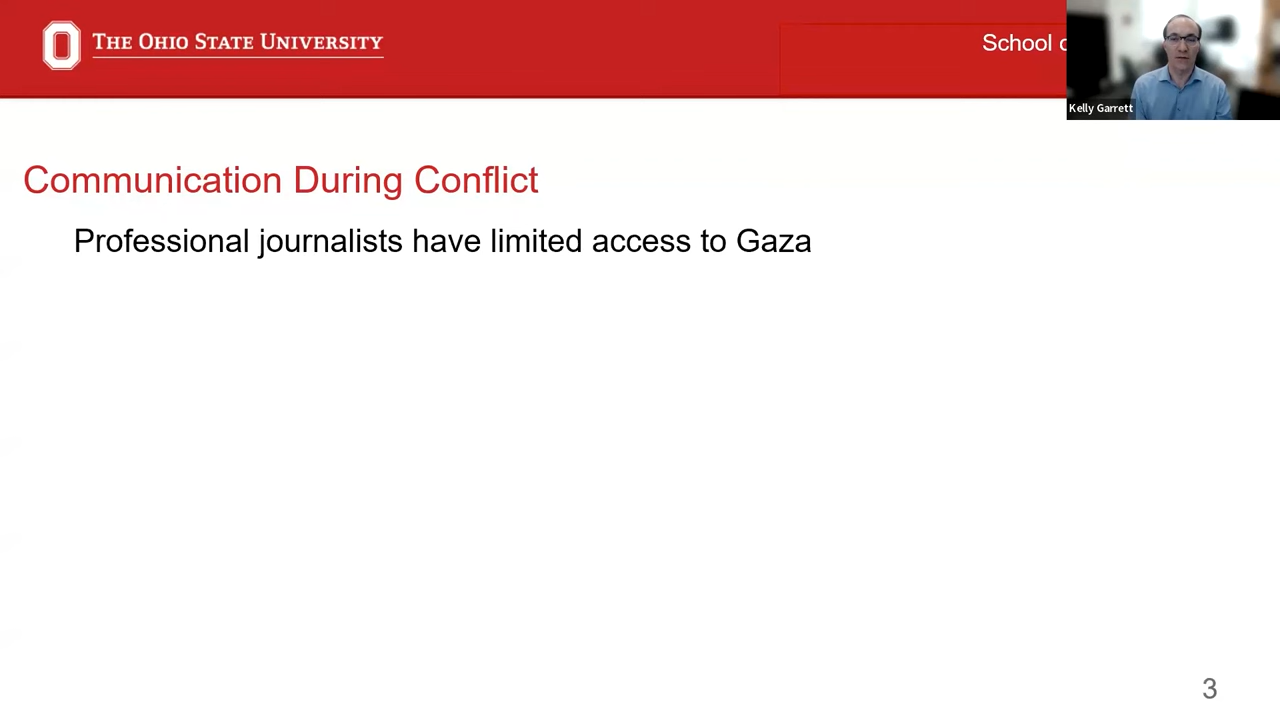 THE OHIO STATE UNIVERSITY
School
Kelly Garrett
Communication During Conflict
Professional journalists have limited access to Gaza
3